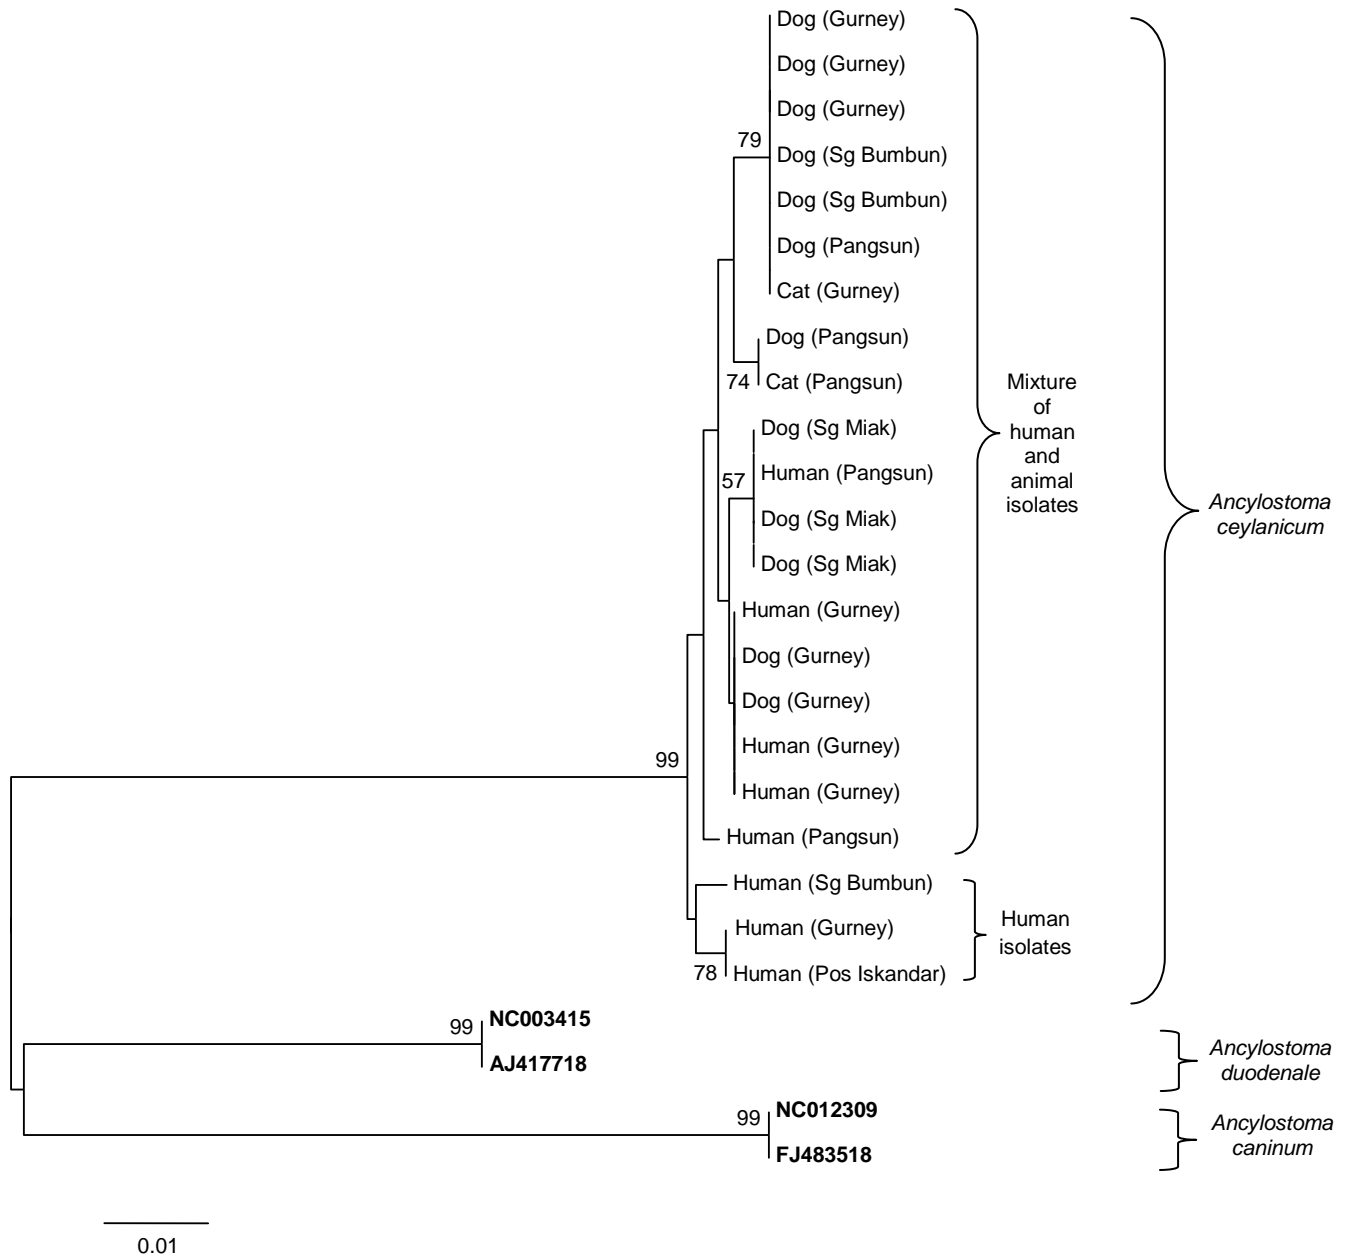 Dog (Gurney)
Dog (Gurney)
Dog (Gurney)
79
Dog (Sg Bumbun)
Dog (Sg Bumbun)
Dog (Pangsun)
Cat (Gurney)
Dog (Pangsun)
74
Cat (Pangsun)
Dog (Sg Miak)
57
Human (Pangsun)
Dog (Sg Miak)
Dog (Sg Miak)
Human (Gurney)
Dog (Gurney)
Dog (Gurney)
Human (Gurney)
99
Human (Gurney)
Human (Pangsun)
Mixture
of
human
and
animal
isolates
Human (Sg Bumbun)
Human (Gurney)
78
Human (Pos Iskandar)
Human
isolates
Ancylostoma
ceylanicum
99
NC003415
AJ417718
Ancylostoma
duodenale
99
NC012309
FJ483518
Ancylostoma
caninum
0.01